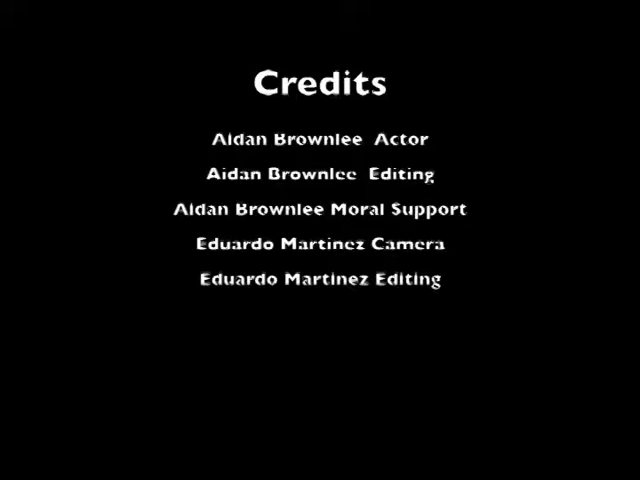 Credits
Aidan Brownlee Actor
Aidan Brownlee Editing
Aidan Brownlee Moral Support
Eduardo Martinez Camera
Eduardo Martinez Editing